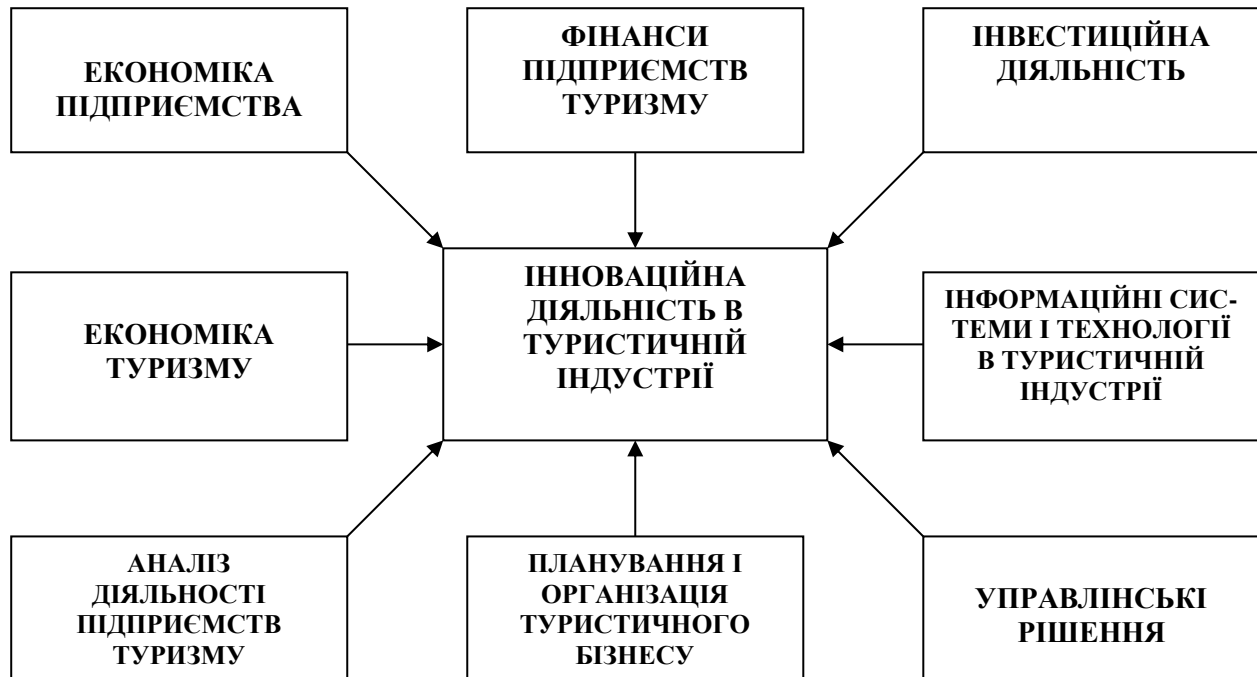 ЕКОНОМІКА
ПІДПРИЄМСТВА
ФІНАНСИ
ПІДПРИЄМСТВ
ТУРИЗМУ
ІНВЕСТИЦІЙНА
ДІЯЛЬНІСТЬ
ЕКОНОМІКА
ТУРИЗМУ
ІННОВАЦІЙНА
ДІЯЛЬНІСТЬ В
ТУРИСТИЧНІЙ
ІНДУСТРІЇ
ІНФОРМАЦІЙНІ СИС-
ТЕМИ І ТЕХНОЛОГІЇ
В ТУРИСТИЧНІЙ
ІНДУСТРІЇ
АНАЛІЗ
ДІЯЛЬНОСТІ
ПІДПРИЄМСТВ
ТУРИЗМУ
ПЛАНУВАННЯ І
ОРГАНІЗАЦІЯ
ТУРИСТИЧНОГО
БІЗНЕСУ
УПРАВЛІНСЬКІ
РІШЕННЯ